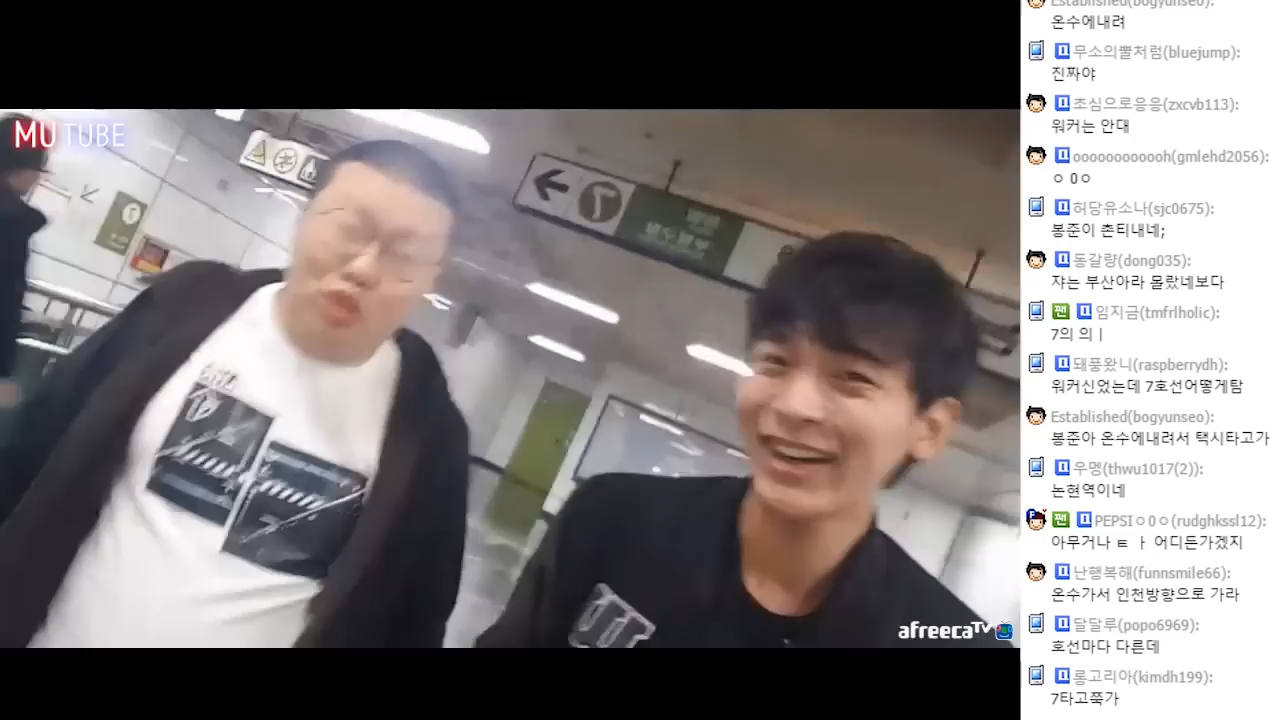 MU TUBE
7
afreecaTV
Established(bogyunseo):
온수에내려
무소의뿔처럼(bluejump):
진짜야
초심으로응응(zxcvb113):
워커는 안대
oooooooooooh(gmlehd2056):
ㅇ 0ㅇ
허당유소나(sjc0675):
봉준이 촌티내네;
동갈량(dong035):
쟈는 부산아라 몰랐네보다
팬 임지금(tmfrlholic):
7의 의ㅣ
돼풍왔니(raspberrydh):
워커신었는데 7호선어떻게탐
Established(bogyunseo):
봉준아 온수에내려서 택시타고가
우멩(thwu1017(2)):
논현역이네
팬 PEPSIㅇ0ㅇ(rudghkssl12):
아무거나 ㅌ ㅏ 어디든가겠지
난행복해(funnsmile66):
온수가서 인천방향으로 가라
달달루(popo6969):
호선마다 다른데
롱고리아(kimdh199):
7타고쭉가